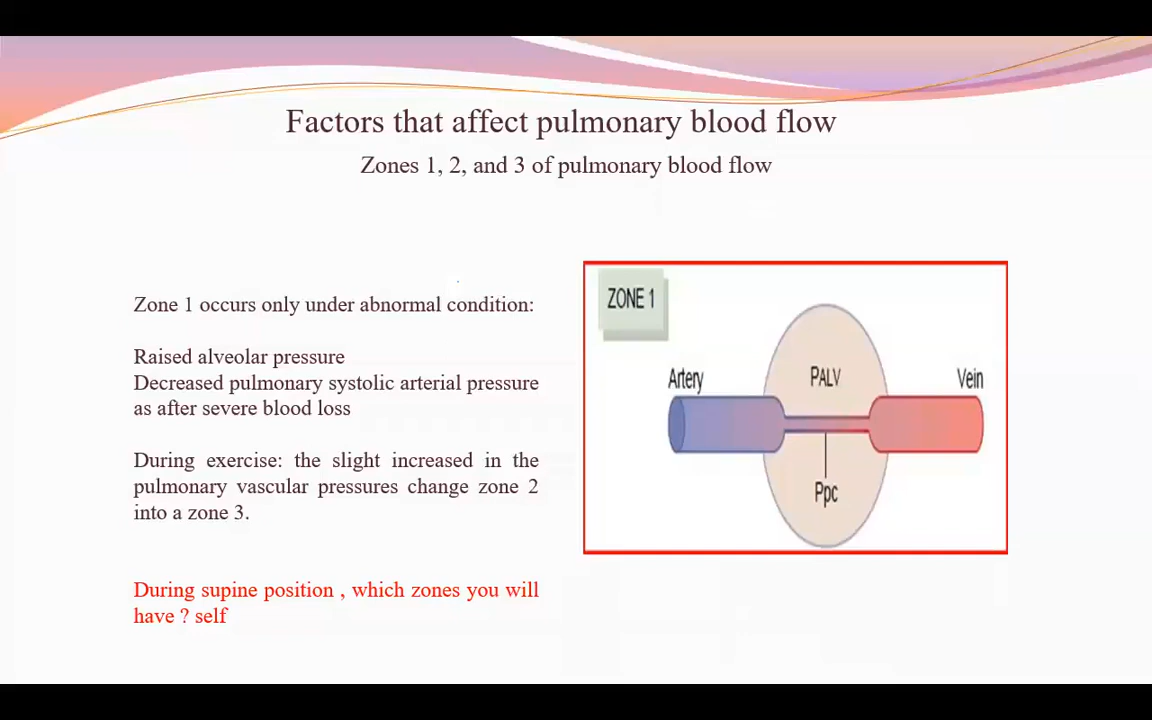 Factors that affect pulmonary blood flow
Zones 1, 2, and 3 of pulmonary blood flow
Zone 1 occurs only under abnormal condition:
Raised alveolar pressure
Decreased pulmonary systolic arterial pressure
as after severe blood loss
During exercise: the slight increased in the
pulmonary vascular pressures change zone 2
into a zone 3.
During supine position , which zones you will
have ? self
ZONE 1
PALV
Artery
Vein
Ppc